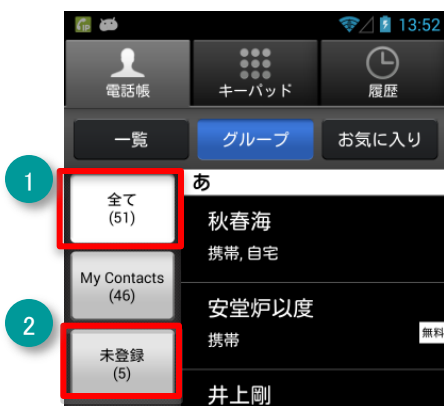 13:52
電話帳
キーパッド
履歴
一覧
グループ
お気に入り
1
全て
(51)
あ
秋春海
携帯, 自宅
My Contacts
(46)
安堂炉以度
携帯
無料
2
未登録
(5)
井上剛